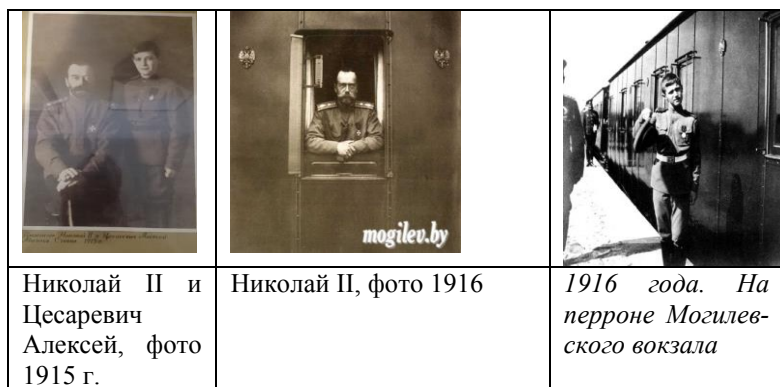 mogilev.by
Николай II и
Цесаревич
Алексей, фото
1915 г.
Николай II, фото 1916
1916 года. На
перроне Могилев-
ского вокзала